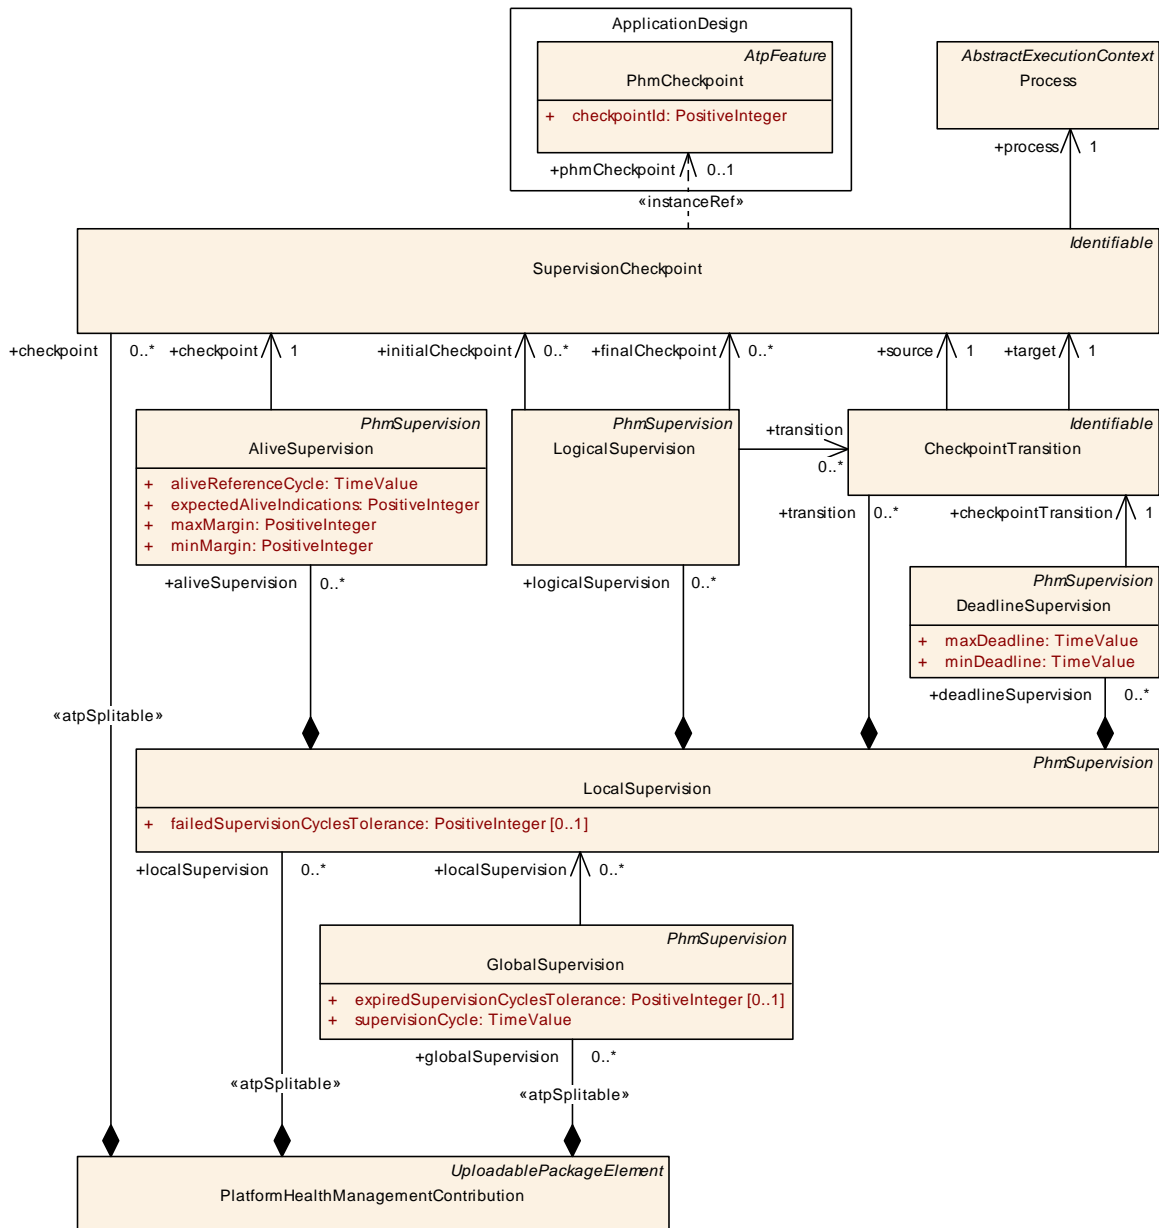 ApplicationDesign
AtpFeature
PhmCheckpoint
+ checkpointId: PositiveInteger
AbstractExecutionContext
Process
+phmCheckpoint 0..1
+process 1
«instanceRef»
Identifiable
SupervisionCheckpoint
+checkpoint 0..* +checkpoint 1 +initialCheckpoint 0..* +finalCheckpoint 0..* +source 1 +target 1
PhmSupervision
AliveSupervision
+ aliveReferenceCycle: TimeValue
+ expectedAliveIndications: PositiveInteger
+ maxMargin: PositiveInteger
+ minMargin: PositiveInteger
PhmSupervision
LogicalSupervision
+transition
0..*
Identifiable
CheckpointTransition
+transition 0..*
+checkpointTransition 1
+aliveSupervision 0..*
+logicalSupervision 0..*
PhmSupervision
DeadlineSupervision
+ maxDeadline: TimeValue
+ minDeadline: TimeValue
+deadlineSupervision 0..*
«atpSplitable»
PhmSupervision
LocalSupervision
+ failedSupervisionCyclesTolerance: PositiveInteger [0..1]
+localSupervision 0..* +localSupervision 0..*
PhmSupervision
GlobalSupervision
+ expiredSupervisionCyclesTolerance: PositiveInteger [0..1]
+ supervisionCycle: TimeValue
+globalSupervision 0..*
«atpSplitable»
«atpSplitable»
UploadablePackageElement
PlatformHealthManagementContribution